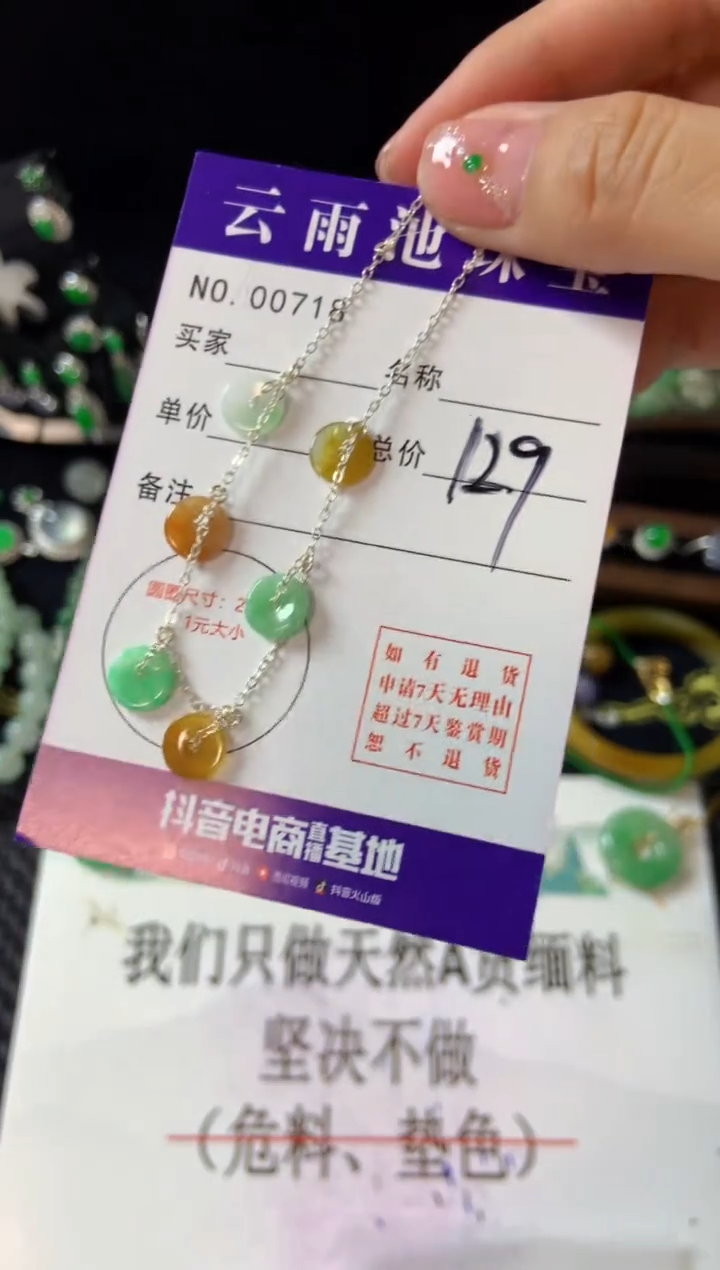 云雨池珠宝
NO.00718
买家
名称
单价
总价 129
备注
圆圈尺寸：2
1元大小
如有退货
申请7天无理由
超过7天鉴赏期
恕不退货
抖音电商直播基地
抖音火山版
我们只做天然A货缅料
坚决不做
（危料、垫色）